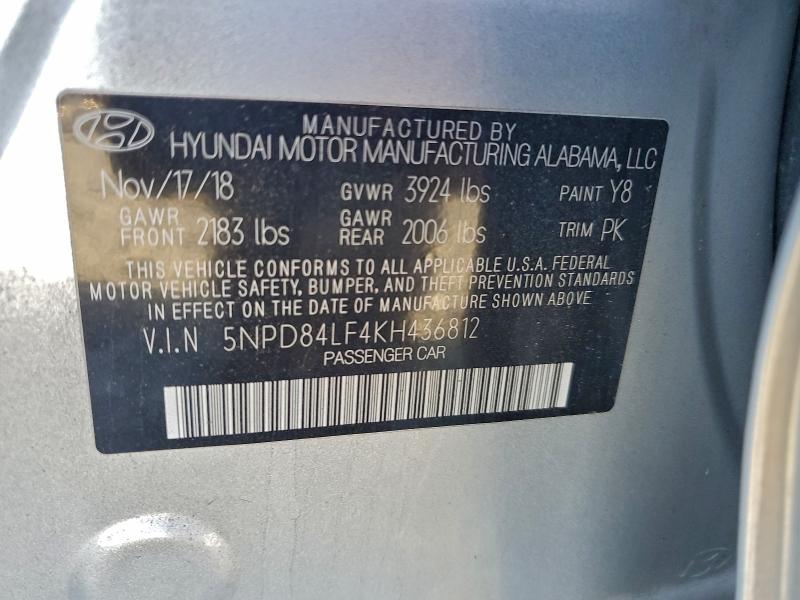 MANUFACTURED BY
HYUNDAI MOTOR MANUFACTURING ALABAMA, LLC
Nov/17/18 GVWR 3924 lbs PAINT Y8
GAWR FRONT 2183 lbs GAWR REAR 2006 lbs TRIM PK
THIS VEHICLE CONFORMS TO ALL APPLICABLE U.S.A. FEDERAL
MOTOR VEHICLE SAFETY, BUMPER, AND THEFT PREVENTION STANDARDS
IN EFFECT ON THE DATE OF MANUFACTURE SHOWN ABOVE
V.I.N 5NPD84LF4KH436812
PASSENGER CAR